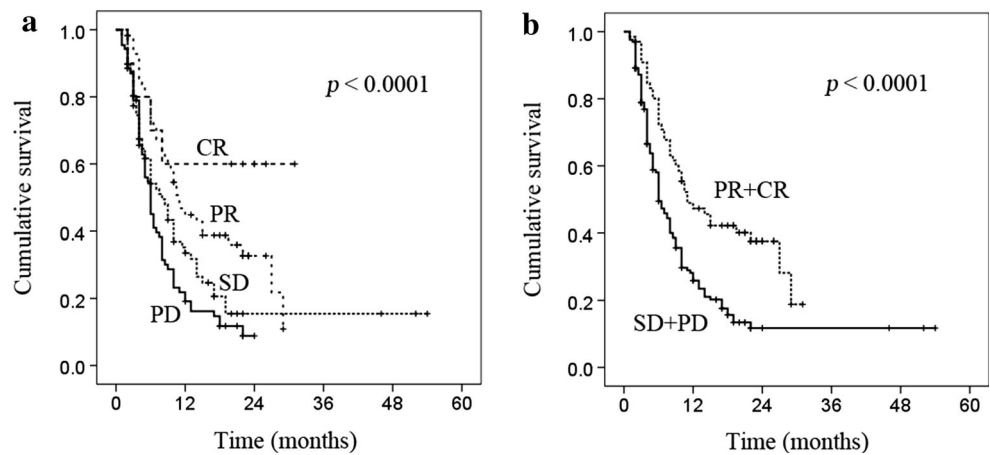 a
1.0
0.8
0.6
0.4
0.2
0.0
Cumulative survival
p < 0.0001
CR
PR
SD
PD
0 12 24 36 48 60
Time (months)
b
1.0
0.8
0.6
0.4
0.2
0.0
Cumulative survival
p < 0.0001
PR+CR
SD+PD
0 12 24 36 48 60
Time (months)